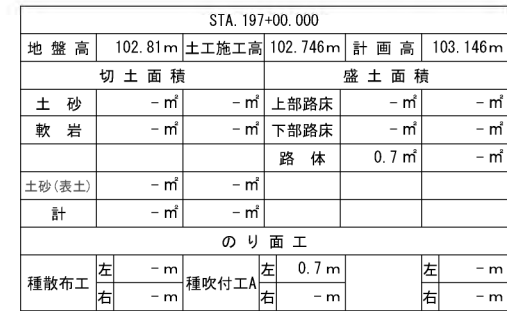 STA. 197+00.000
地 盤 高 102.81m 土工施工高 102.746m 計 画 高 103.146m
切 土 面 積 盛 土 面 積
土 砂 -㎡ -㎡ 上部路床 -㎡ -㎡
軟 岩 -㎡ -㎡ 下部路床 -㎡ -㎡
路 体 0.7㎡ -㎡
土砂(表土) -㎡ -㎡
計 -㎡ -㎡
の り 面 工
種散布工 左 -m 種吹付工A 左 0.7m 左 -m
右 -m 右 -m 右 -m